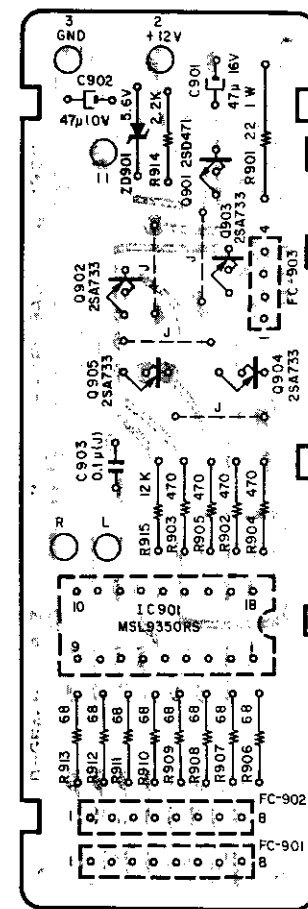 3
GND
2
+12V
C902
47μ10V
11
ZD901
5.6V
R914
2.2K
Q901
2SD471
C901
47μ 16V
R901
22
1W
Q902
2SA733
J
J
Q903
2SA733
4
1
FC-903
J
Q905
2SA733
Q904
2SA733
J
C903
0.1μ(J)
R L
R915
12K
R903
470
R905
470
R902
470
R904
470
10 18
IC901
MSL9350RS
9 1
R913
68
R912
68
R911
68
R910
68
R909
68
R908
68
R907
68
R906
68
1 8 FC-902
1 8 FC-901